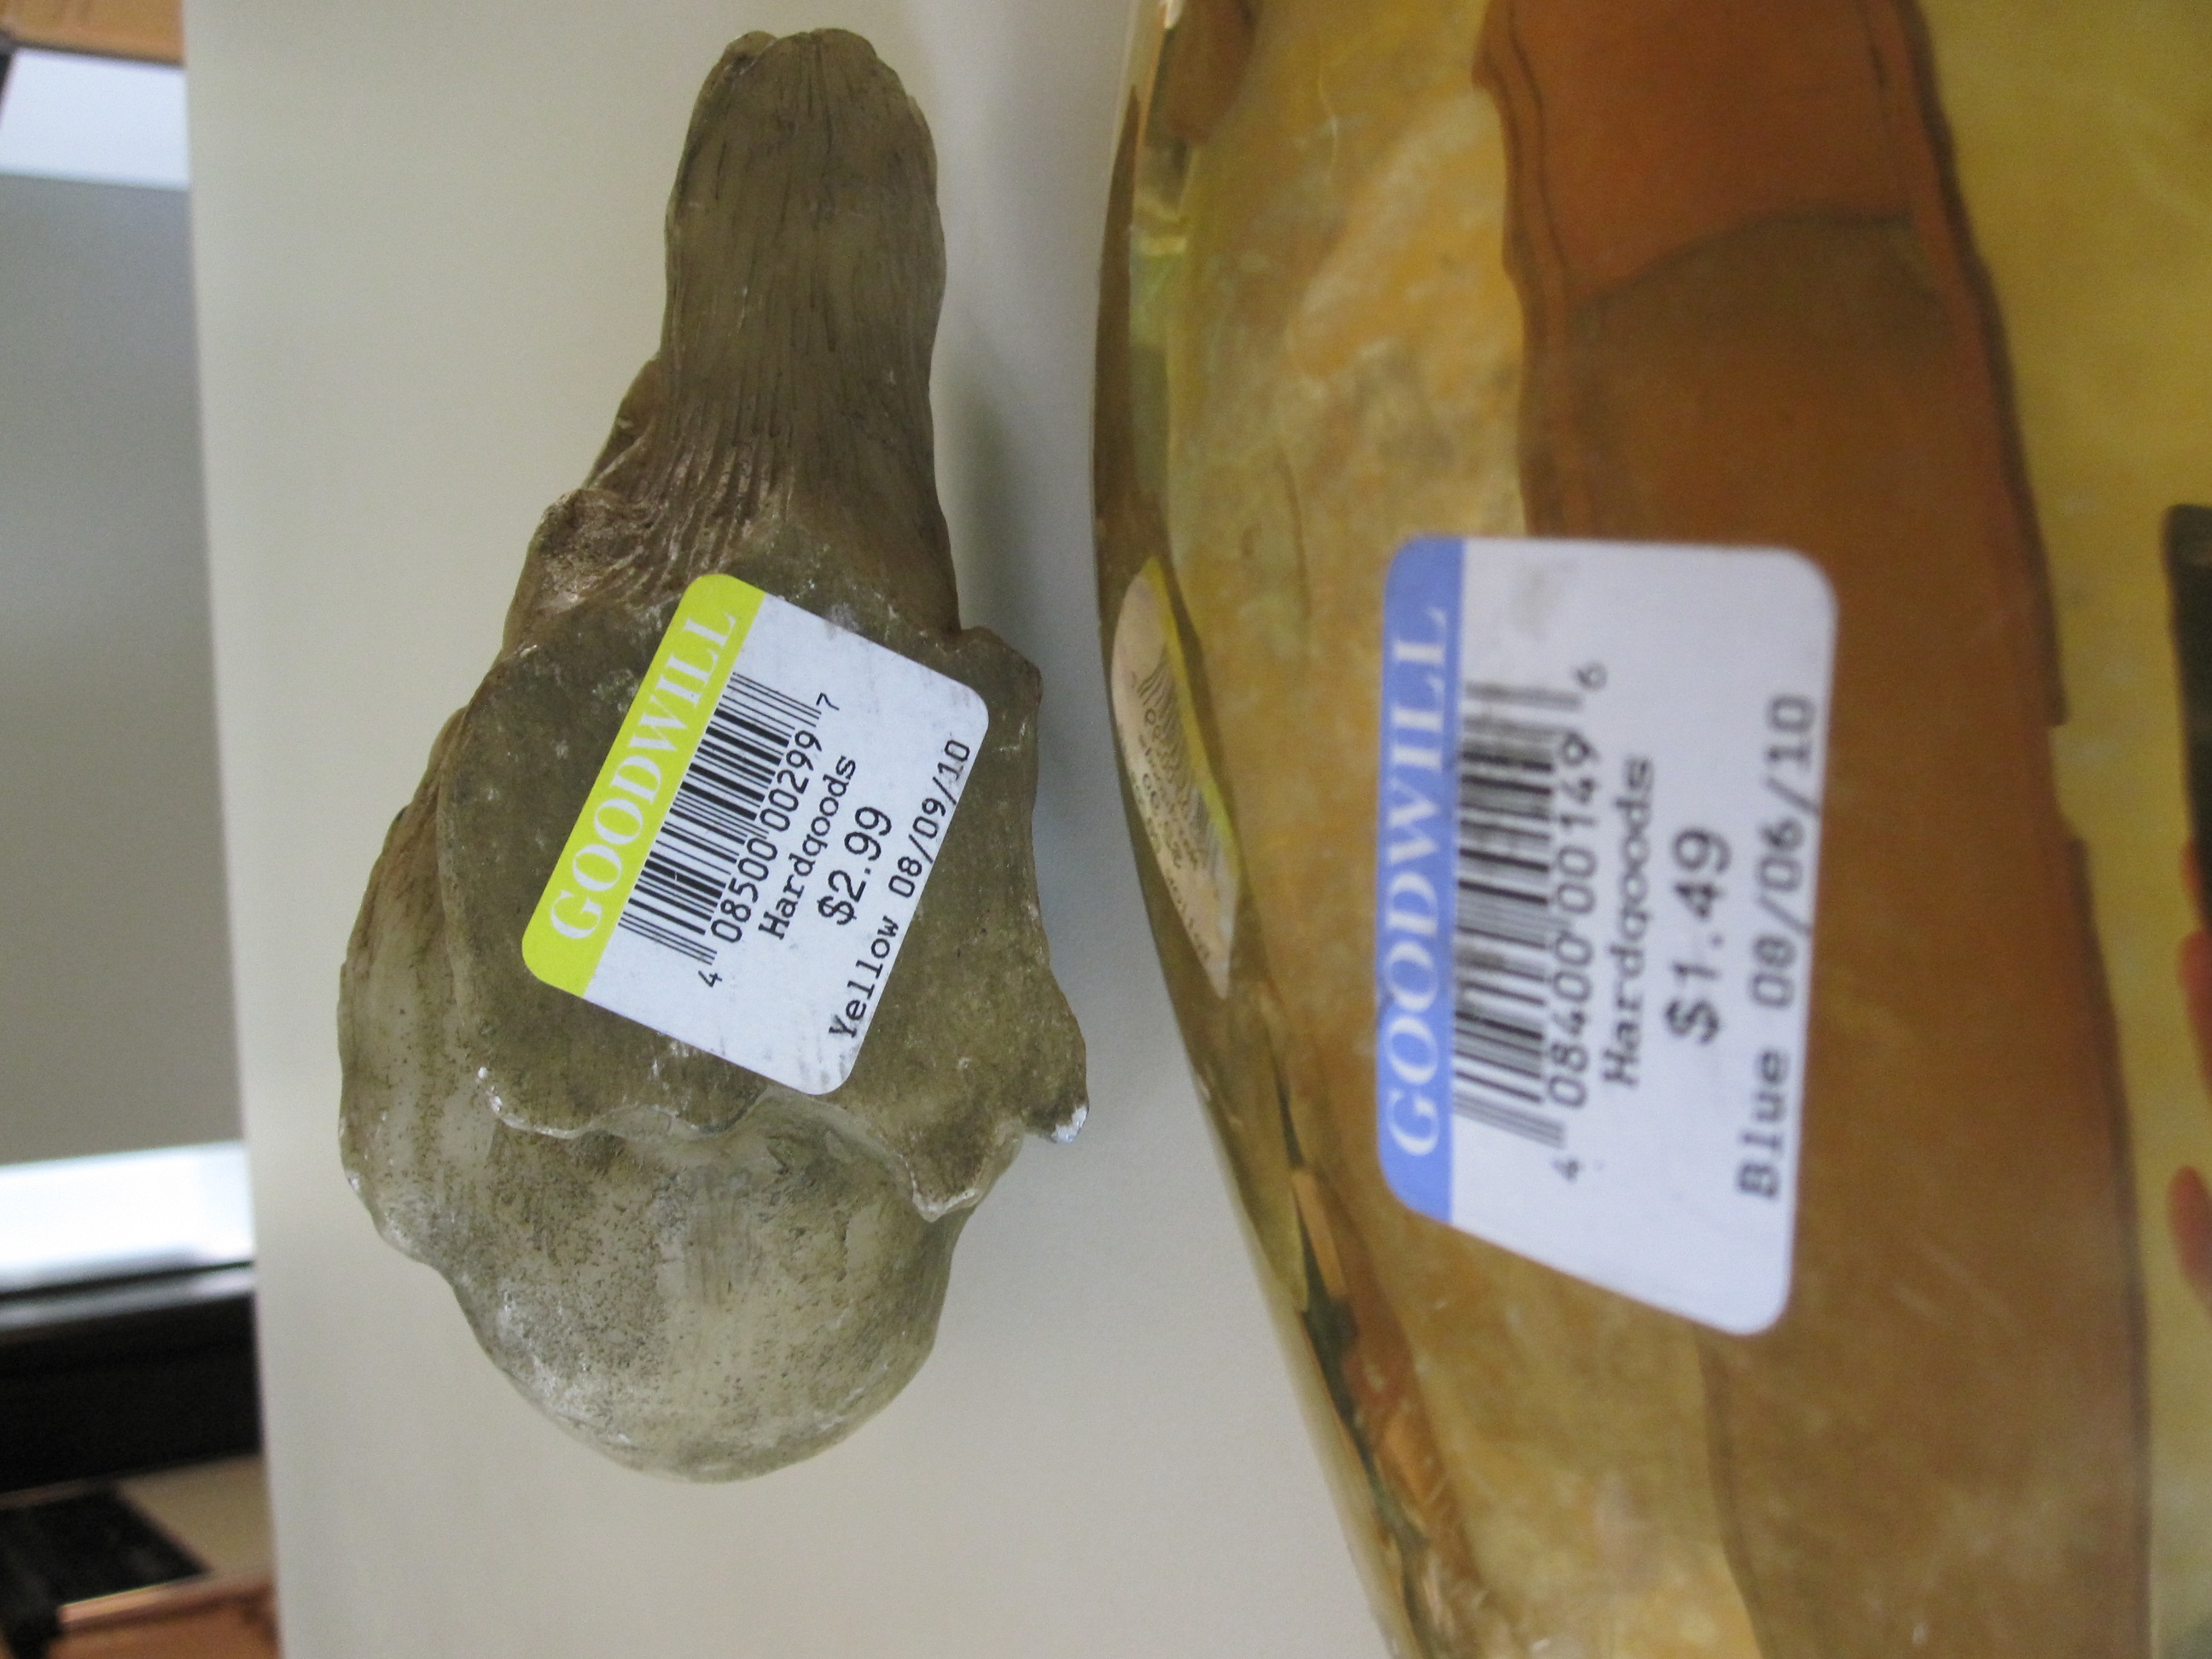 GOODWILL
4 08500 00299 7
Hardgoods
$2.99
Yellow 08/09/10
GOODWILL
4 08400 00149 6
Hardgoods
$1.49
Blue 08/06/10